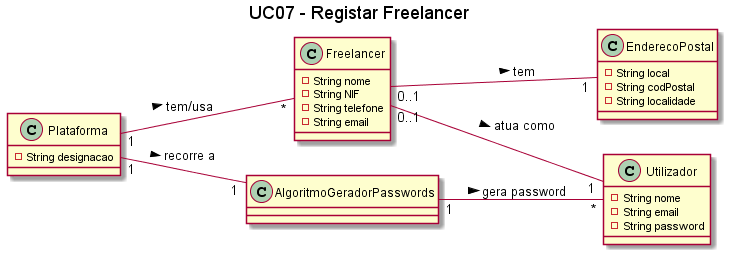 UC07 - Registar Freelancer
C Freelancer
String nome
String NIF
String telefone
String email
C EnderecoPostal
String local
String codPostal
String localidade
C Plataforma
String designacao
C AlgoritmoGeradorPasswords
C Utilizador
String nome
String email
String password
tem/usa
1
*
recorre a
1
1
tem
0..1
1
atua como
0..1
1
gera password
1
*